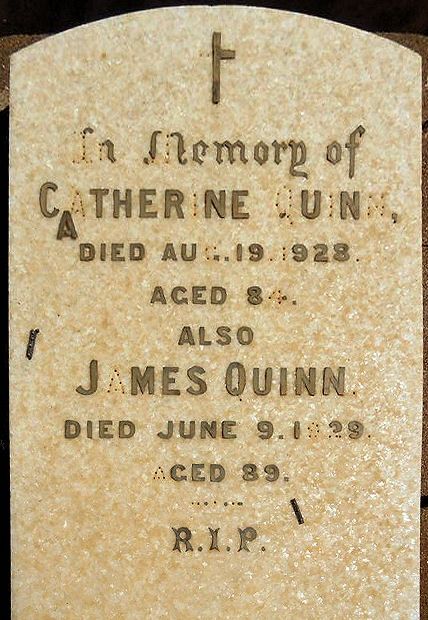 In Memory of
CATHERINE QUINN,
DIED AUG.19.1928.
AGED 84.
ALSO
JAMES QUINN
DIED JUNE 9.1929.
AGED 89.
R.I.P.